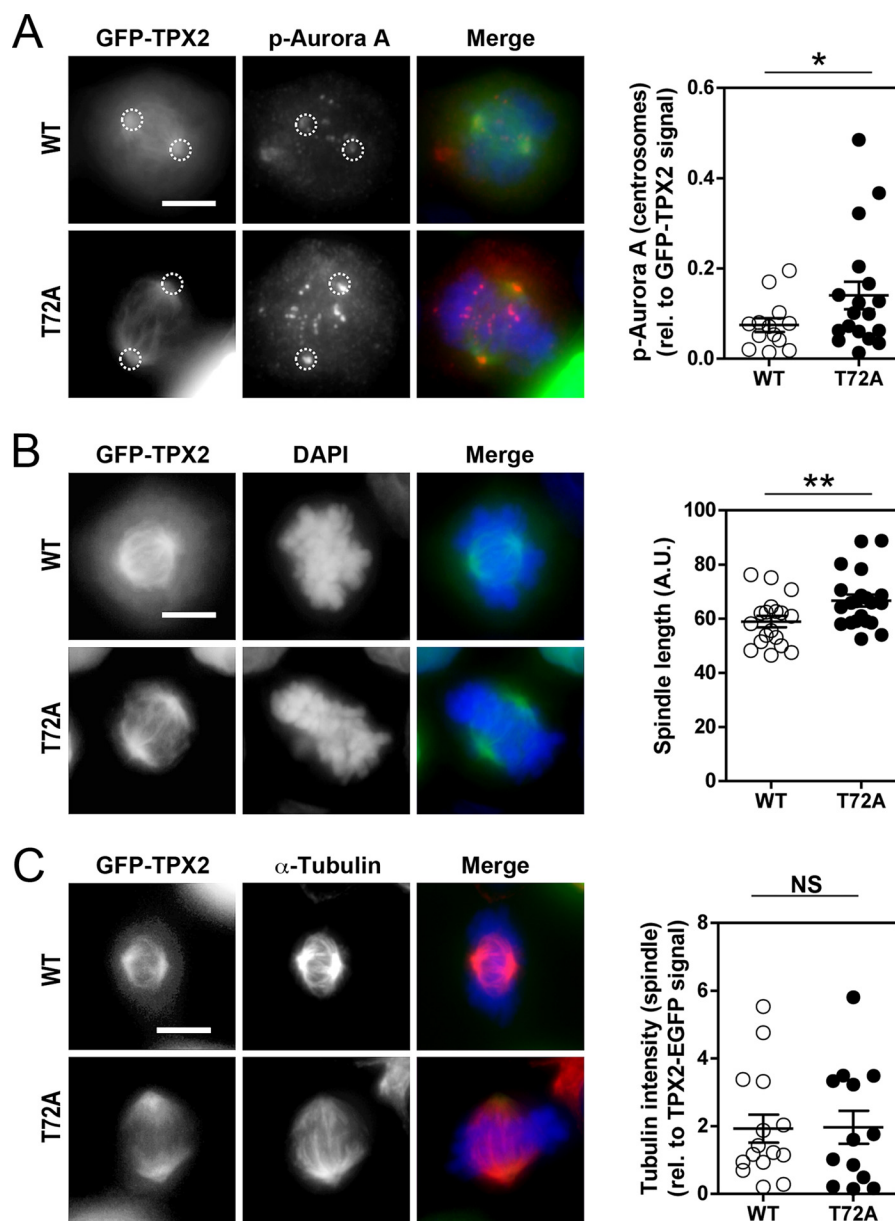 A
GFP-TPX2
p-Aurora A
Merge
WT
T72A
*
p-Aurora A (centrosomes)
(rel. to GFP-TPX2 signal)
0.6
0.4
0.2
0.0
WT
T72A
B
GFP-TPX2
DAPI
Merge
WT
T72A
**
Spindle length (A.U.)
100
80
60
40
20
0
WT
T72A
C
GFP-TPX2
α-Tubulin
Merge
WT
T72A
NS
Tubulin intensity (spindle)
(rel. to TPX2-EGFP signal)
8
6
4
2
0
WT
T72A